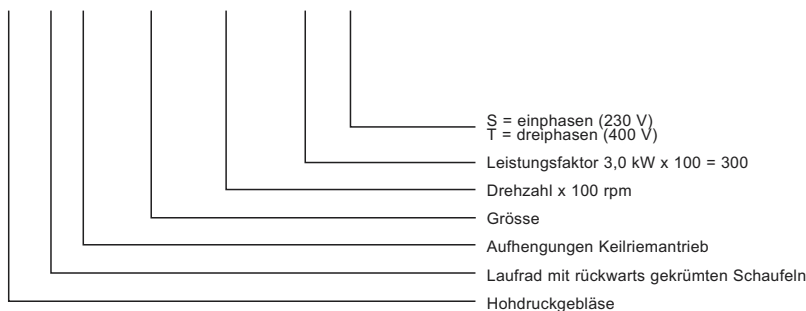 S = einphasen (230 V)
T = dreiphasen (400 V)
Leistungsfaktor 3,0 kW x 100 = 300
Drehzahl x 100 rpm
Grösse
Aufhengungen Keilriemantrieb
Laufrad mit rückwarts gekrümten Schaufeln
Hohdruckgebläse